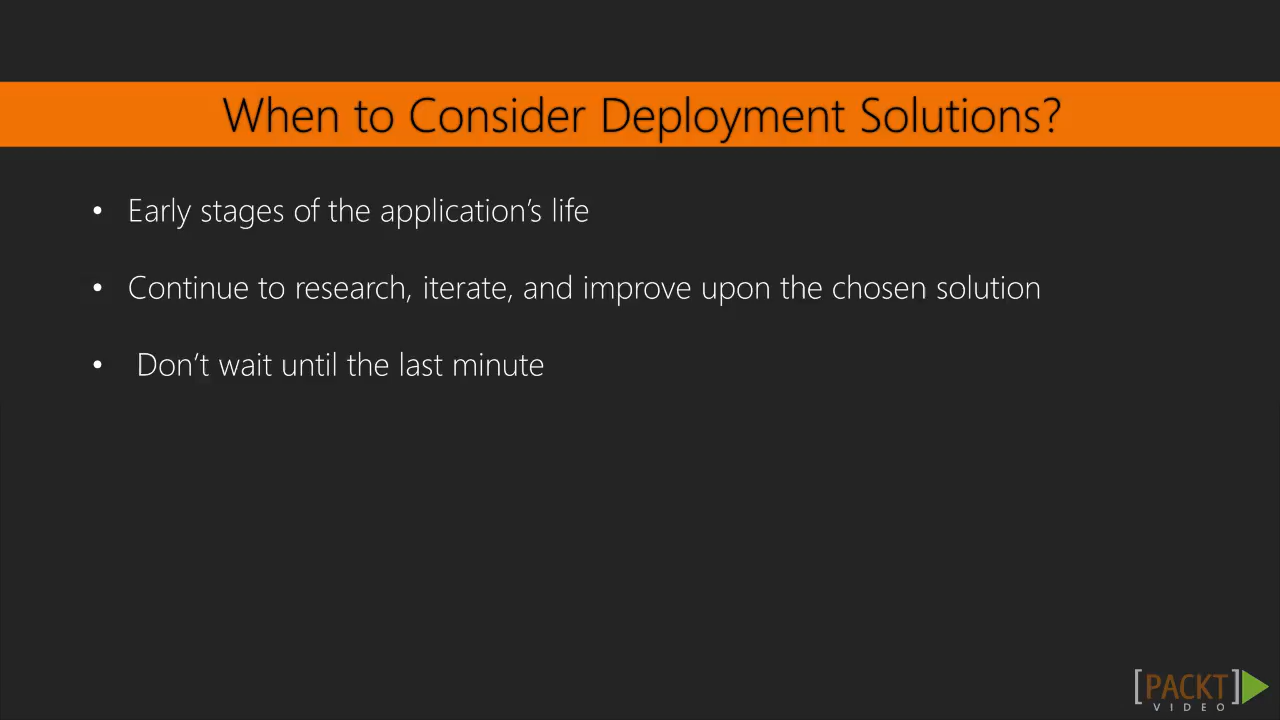 When to Consider Deployment Solutions?
• Early stages of the application’s life
• Continue to research, iterate, and improve upon the chosen solution
• Don’t wait until the last minute
[PACKT]
VIDEO